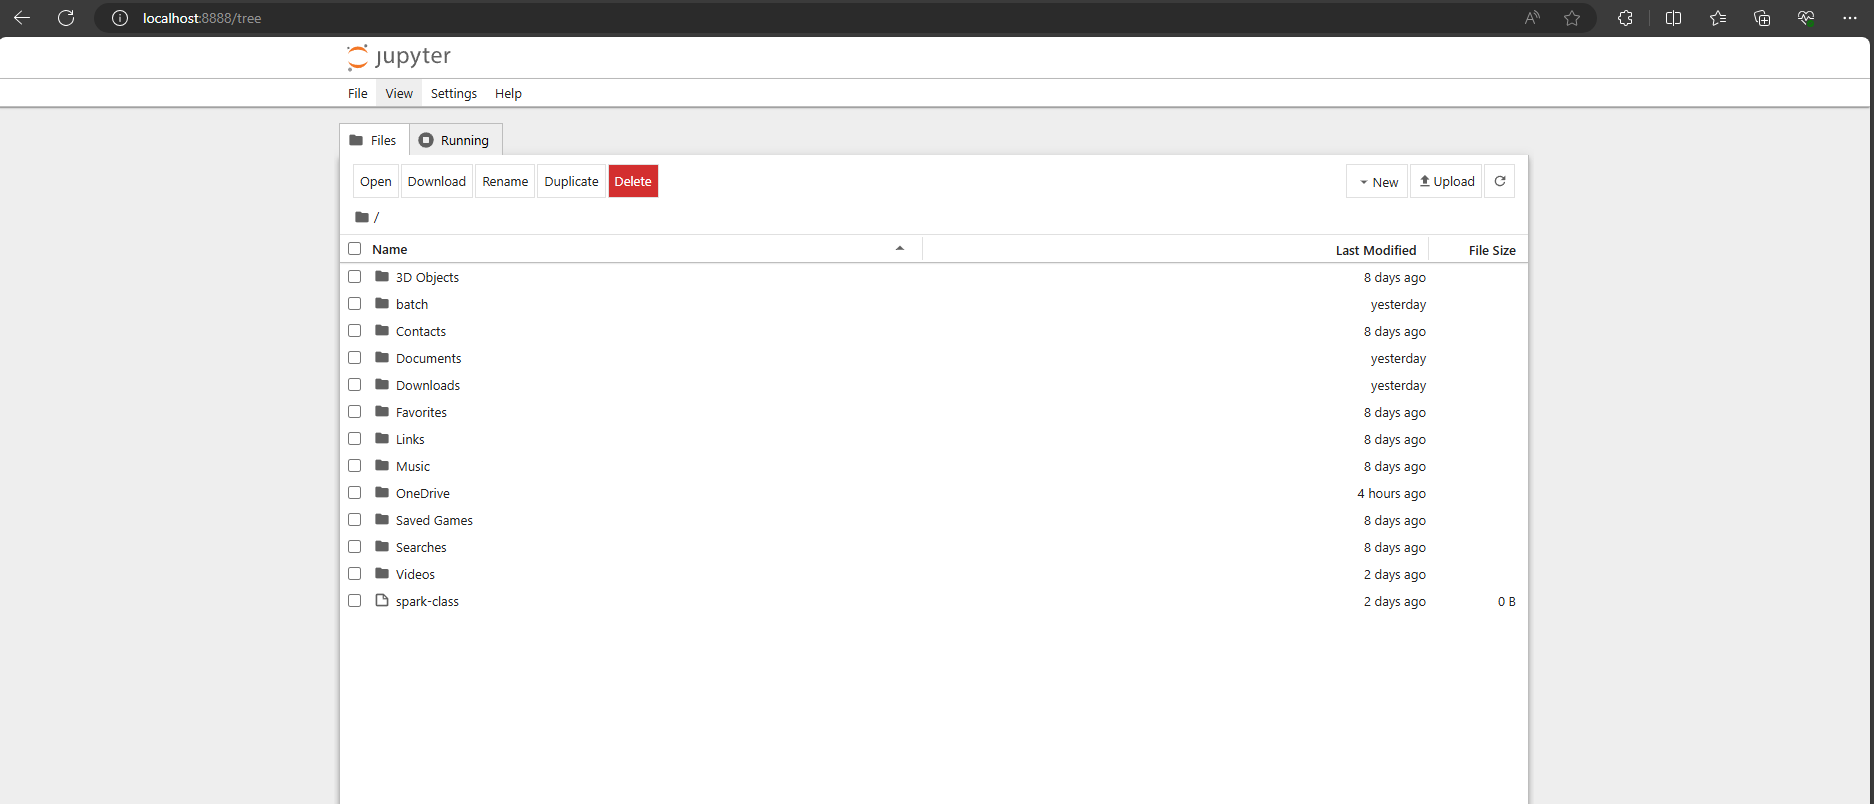 localhost:8888/tree
jupyter
File View Settings Help
Files Running
Open Download Rename Duplicate Delete New Upload
/
Name Last Modified File Size
3D Objects 8 days ago
batch yesterday
Contacts 8 days ago
Documents yesterday
Downloads yesterday
Favorites 8 days ago
Links 8 days ago
Music 8 days ago
OneDrive 4 hours ago
Saved Games 8 days ago
Searches 8 days ago
Videos 2 days ago
spark-class 2 days ago 0 B